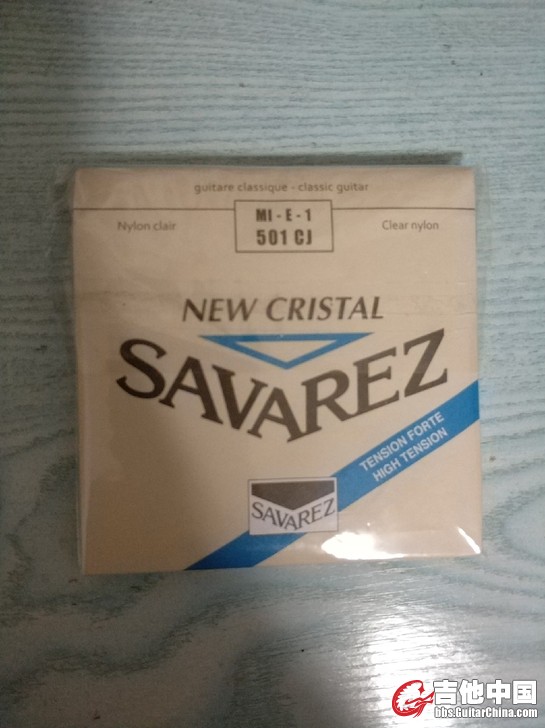 guitare classique - classic guitar
MI - E - 1
501 CJ
Nylon clair
Clear nylon
NEW CRISTAL
SAVAREZ
TENSION FORTE
HIGH TENSION
SAVAREZ
吉他中国
bbs.GuitarChina.com